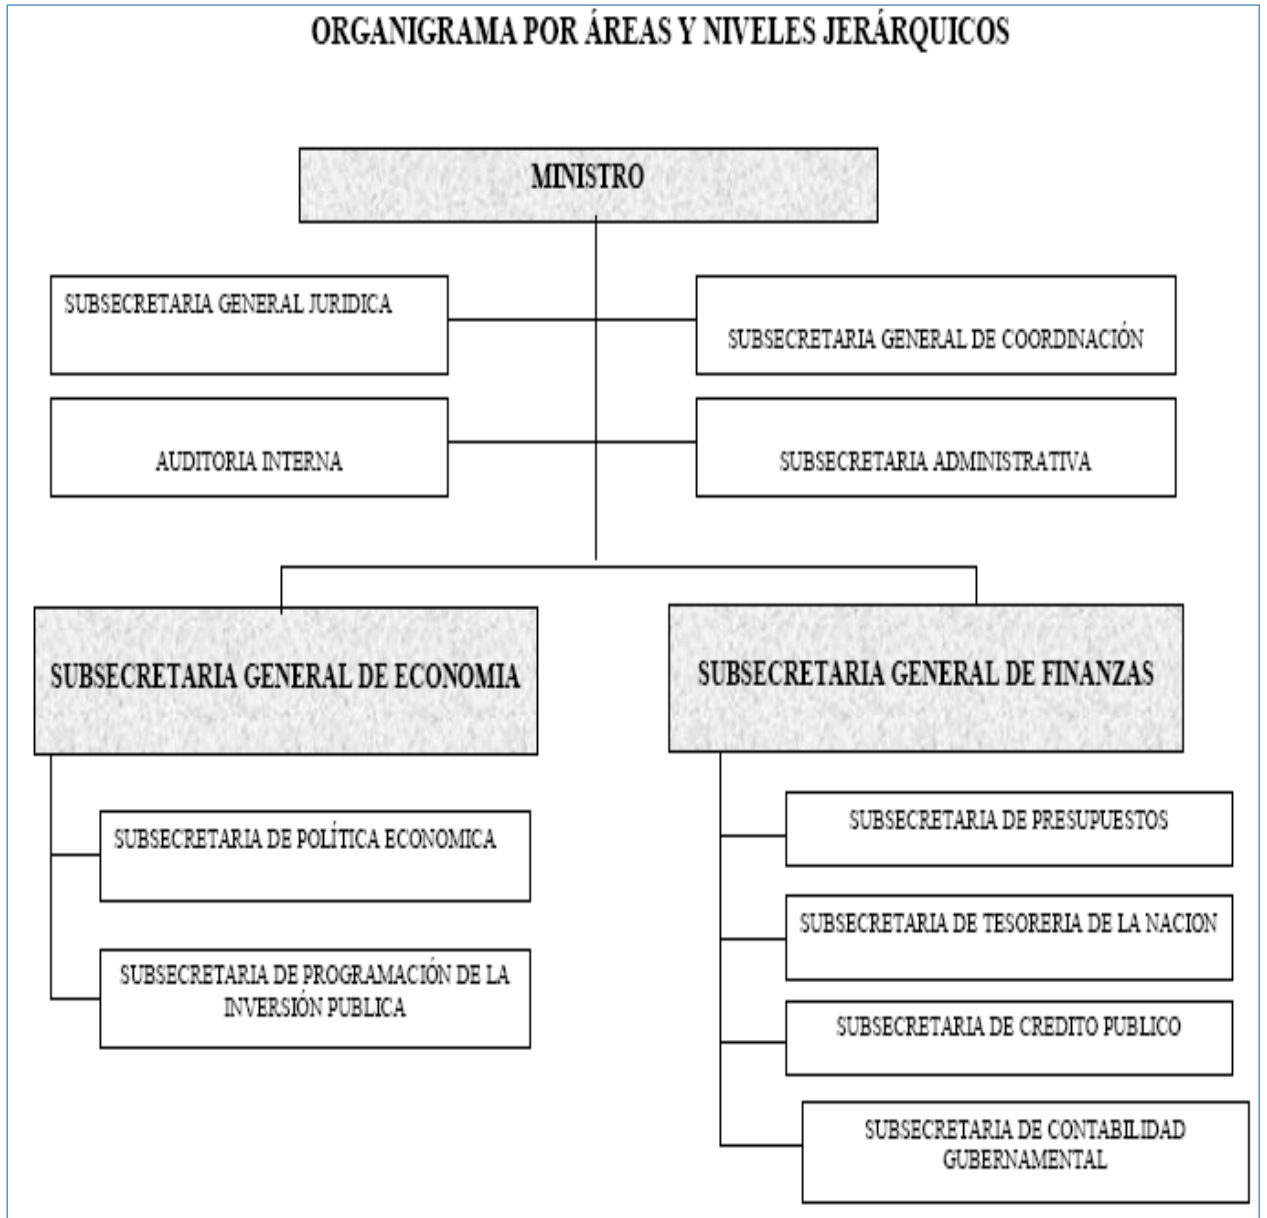 ORGANIGRAMA POR ÁREAS Y NIVELES JERÁRQUICOS
MINISTRO
SUBSECRETARIA GENERAL JURIDICA
SUBSECRETARIA GENERAL DE COORDINACIÓN
AUDITORIA INTERNA
SUBSECRETARIA ADMINISTRATIVA
SUBSECRETARIA GENERAL DE ECONOMIA
SUBSECRETARIA DE POLÍTICA ECONOMICA
SUBSECRETARIA DE PROGRAMACIÓN DE LA
INVERSIÓN PUBLICA
SUBSECRETARIA GENERAL DE FINANZAS
SUBSECRETARIA DE PRESUPUESTOS
SUBSECRETARIA DE TESORERIA DE LA NACION
SUBSECRETARIA DE CREDITO PUBLICO
SUBSECRETARIA DE CONTABILIDAD
GUBERNAMENTAL